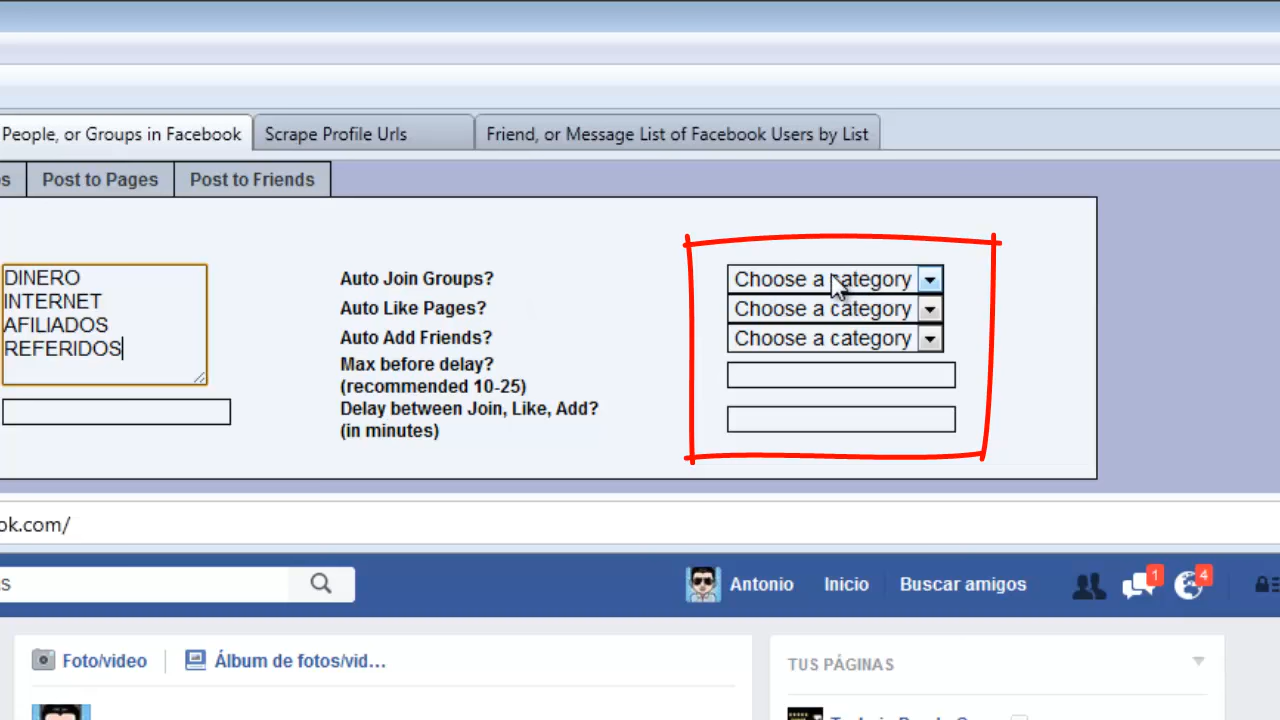 People, or Groups in Facebook
Scrape Profile Urls
Friend, or Message List of Facebook Users by List
Post to Pages
Post to Friends
DINERO
INTERNET
AFILIADOS
REFERIDOS
Auto Join Groups?
Choose a category
Auto Like Pages?
Choose a category
Auto Add Friends?
Choose a category
Max before delay?
(recommended 10-25)
Delay between Join, Like, Add?
(in minutes)
ok.com/
Antonio
Inicio
Buscar amigos
1
4
Foto/video
Álbum de fotos/vid...
TUS PÁGINAS